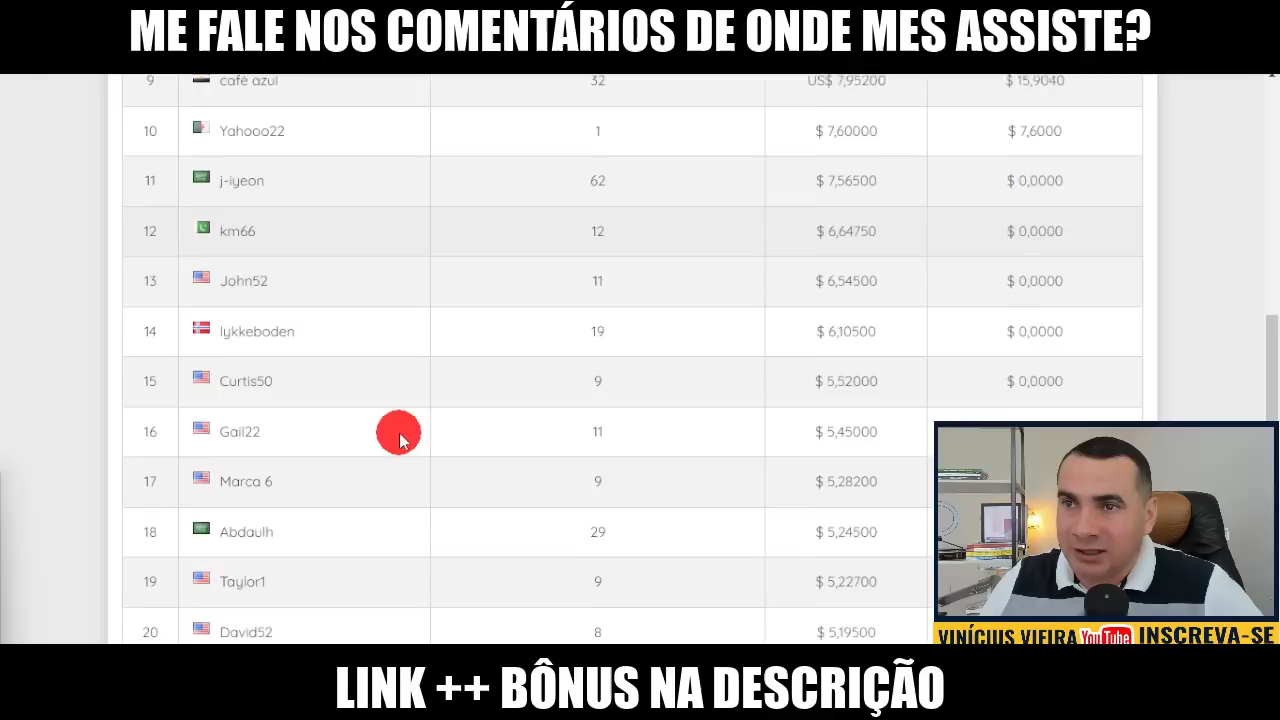 ME FALE NOS COMENTÁRIOS DE ONDE MES ASSISTE?
9 café azul 32 US$ 7,95200 $ 15,9040
10 Yahooo22 1 $ 7,60000 $ 7,6000
11 j-iyeon 62 $ 7,56500 $ 0,0000
12 km66 12 $ 6,64750 $ 0,0000
13 John52 11 $ 6,54500 $ 0,0000
14 lykkeboden 19 $ 6,10500 $ 0,0000
15 Curtis50 9 $ 5,52000 $ 0,0000
16 Gail22 11 $ 5,45000
17 Marca 6 9 $ 5,28200
18 Abdaulh 29 $ 5,24500
19 Taylor1 9 $ 5,22700
20 David52 8 $ 5,19500
VINÍCIUS VIEIRA YouTube INSCREVA-SE
LINK ++ BÔNUS NA DESCRIÇÃO